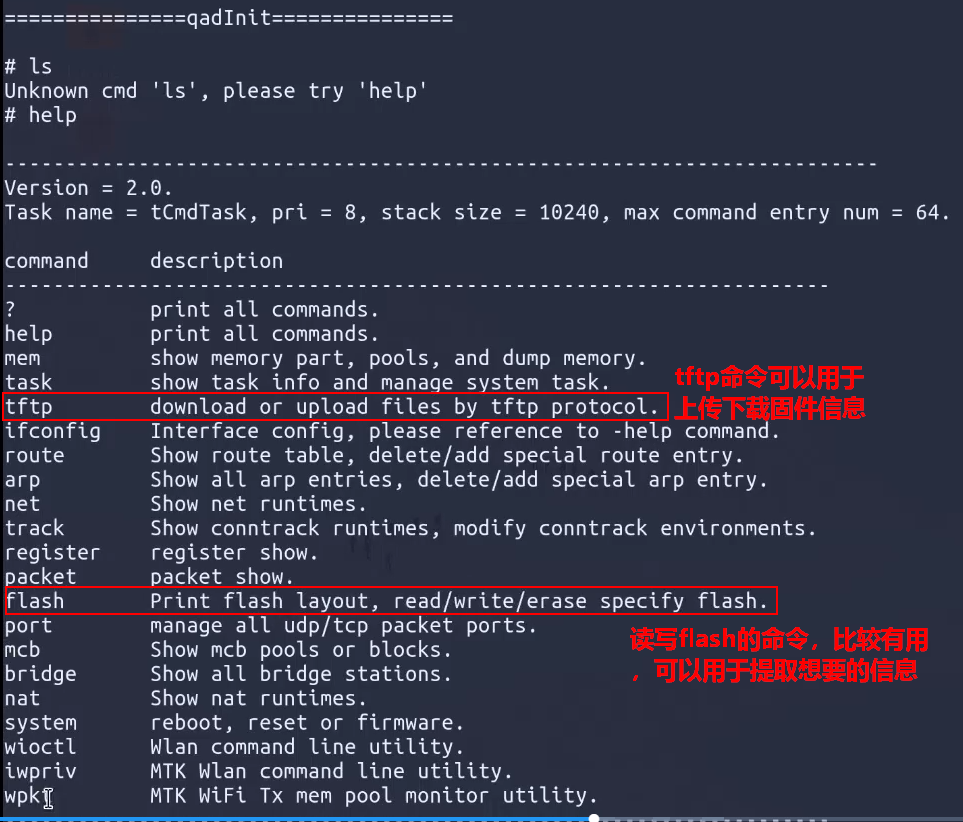 ===============qadInit===============
# ls
Unknown cmd 'ls', please try 'help'
# help
------------------------------------------------------------------------
Version = 2.0.
Task name = tCmdTask, pri = 8, stack size = 10240, max command entry num = 64.
command     description
--------------------------------------------------------------------
?           print all commands.
help        print all commands.
mem         show memory part, pools, and dump memory.
task        show task info and manage system task.
tftp        download or upload files by tftp protocol.
tftp命令可以用于
上传下载固件信息
ifconfig    Interface config, please reference to -help command.
route       Show route table, delete/add special route entry.
arp         Show all arp entries, delete/add special arp entry.
net         Show net runtimes.
track       Show conntrack runtimes, modify conntrack environments.
register    register show.
packet      packet show.
flash       Print flash layout, read/write/erase specify flash.
读写flash的命令，比较有用
，可以用于提取想要的信息
port        manage all udp/tcp packet ports.
mcb         Show mcb pools or blocks.
bridge      Show all bridge stations.
nat         Show nat runtimes.
system      reboot, reset or firmware.
wioctl      Wlan command line utility.
iwpriv      MTK Wlan command line utility.
wpkt        MTK WiFi Tx mem pool monitor utility.